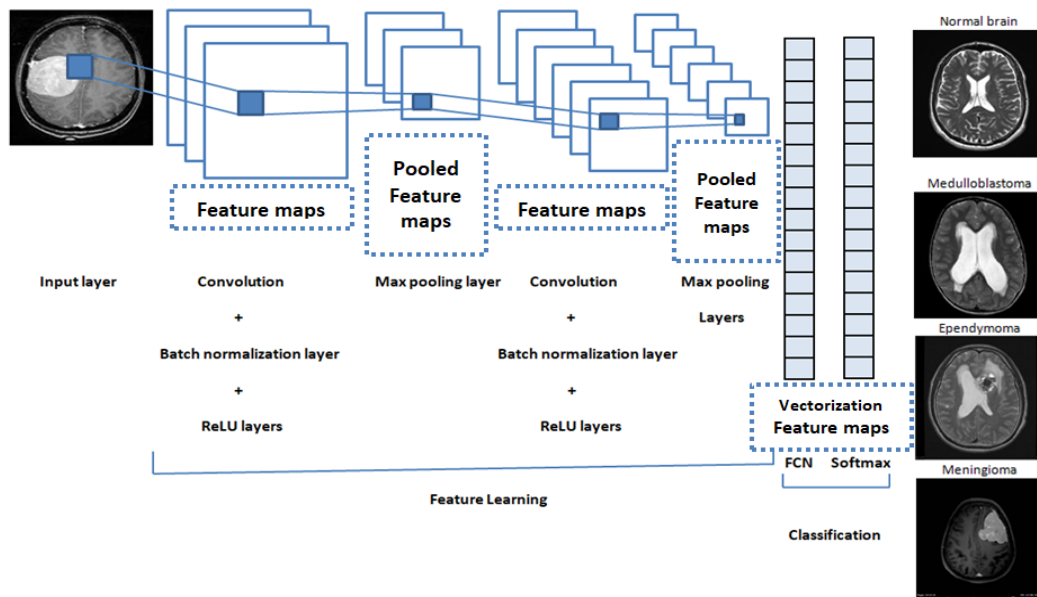 Normal brain
Feature maps
Pooled
Feature
maps
Feature maps
Pooled
Feature
maps
Medulloblastoma
Input layer
Convolution
+
Batch normalization layer
+
ReLU layers
Max pooling layer
Convolution
+
Batch normalization layer
+
ReLU layers
Max pooling
Layers
Ependymoma
Vectorization
Feature maps
FCN
Softmax
Meningioma
Feature Learning
Classification